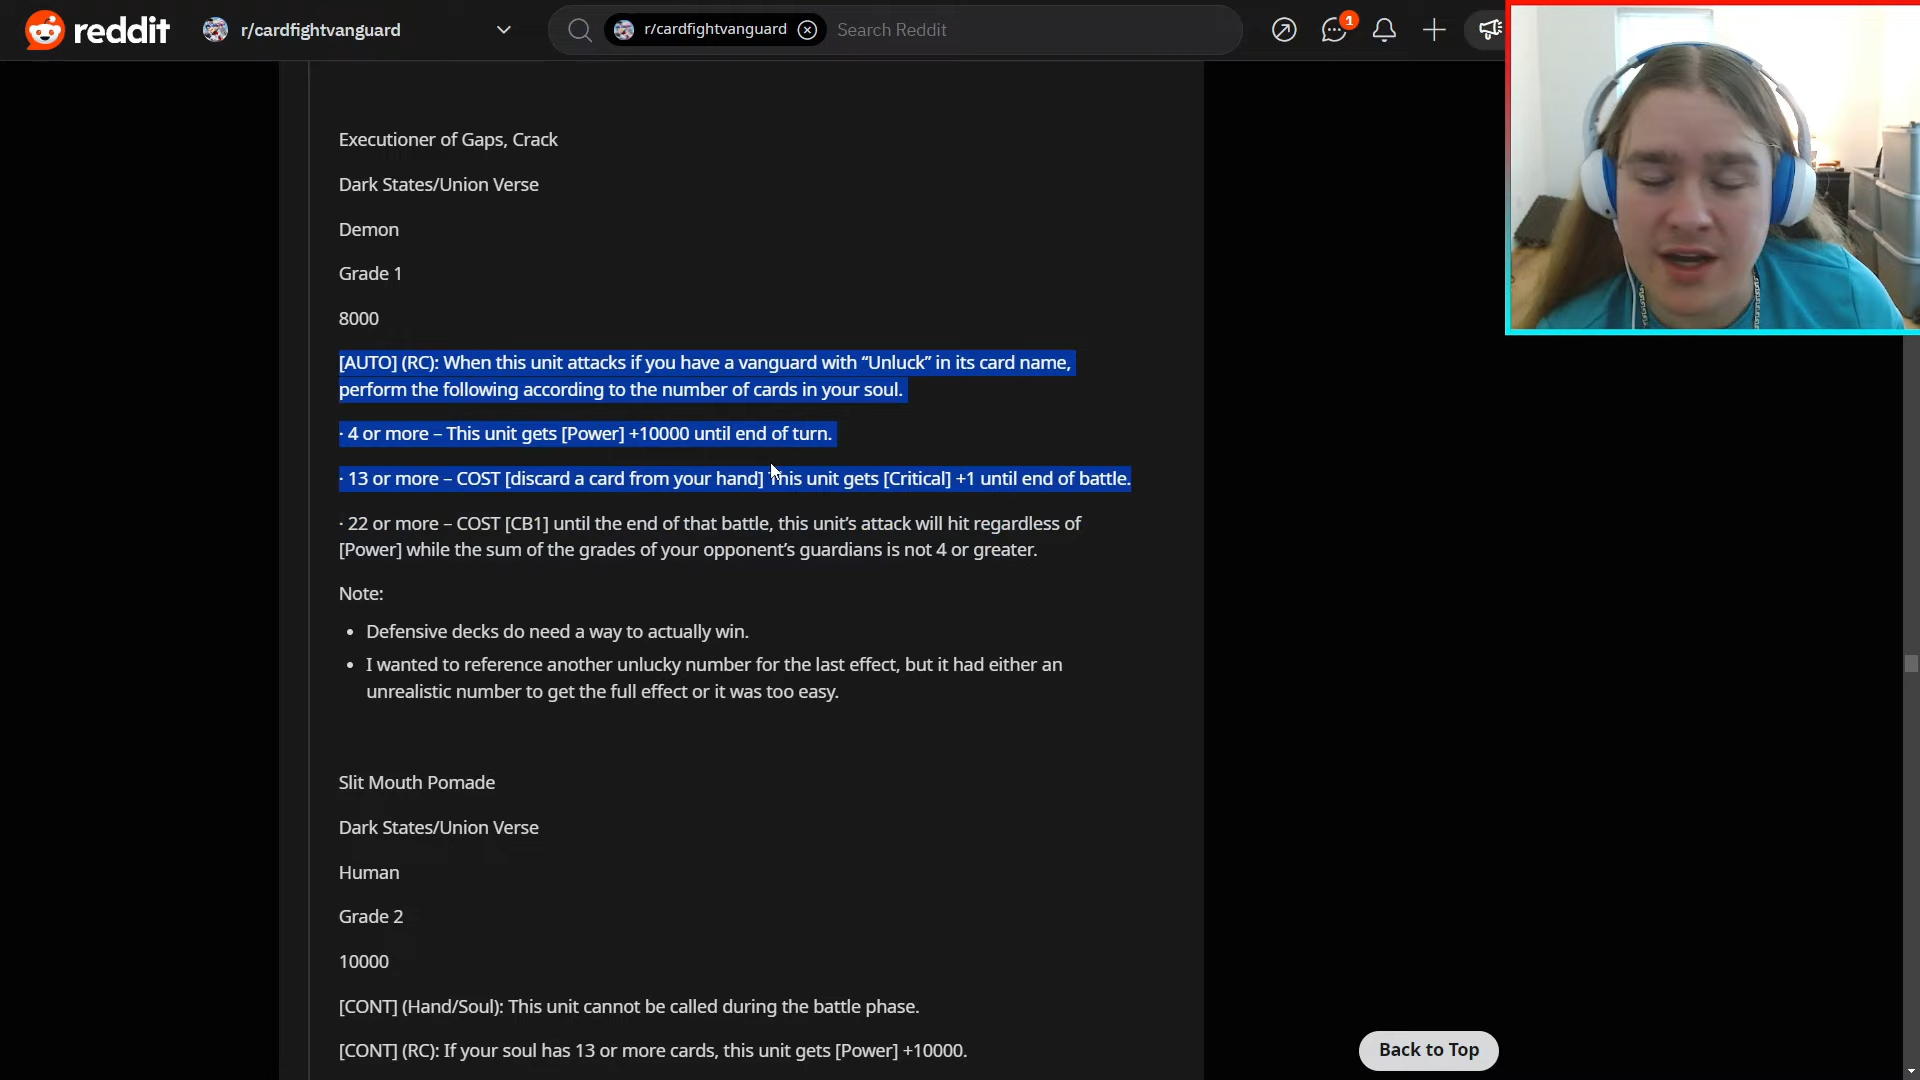 reddit
r/cardfightvanguard
r/cardfightvanguard
Search Reddit
1
Executioner of Gaps, Crack
Dark States/Union Verse
Demon
Grade 1
8000
[AUTO] (RC): When this unit attacks if you have a vanguard with “Unluck” in its card name,
perform the following according to the number of cards in your soul.
· 4 or more – This unit gets [Power] +10000 until end of turn.
· 13 or more – COST [discard a card from your hand] This unit gets [Critical] +1 until end of battle.
· 22 or more – COST [CB1] until the end of that battle, this unit’s attack will hit regardless of
[Power] while the sum of the grades of your opponent’s guardians is not 4 or greater.
Note:
• Defensive decks do need a way to actually win.
• I wanted to reference another unlucky number for the last effect, but it had either an
unrealistic number to get the full effect or it was too easy.
Slit Mouth Pomade
Dark States/Union Verse
Human
Grade 2
10000
[CONT] (Hand/Soul): This unit cannot be called during the battle phase.
[CONT] (RC): If your soul has 13 or more cards, this unit gets [Power] +10000.
Back to Top